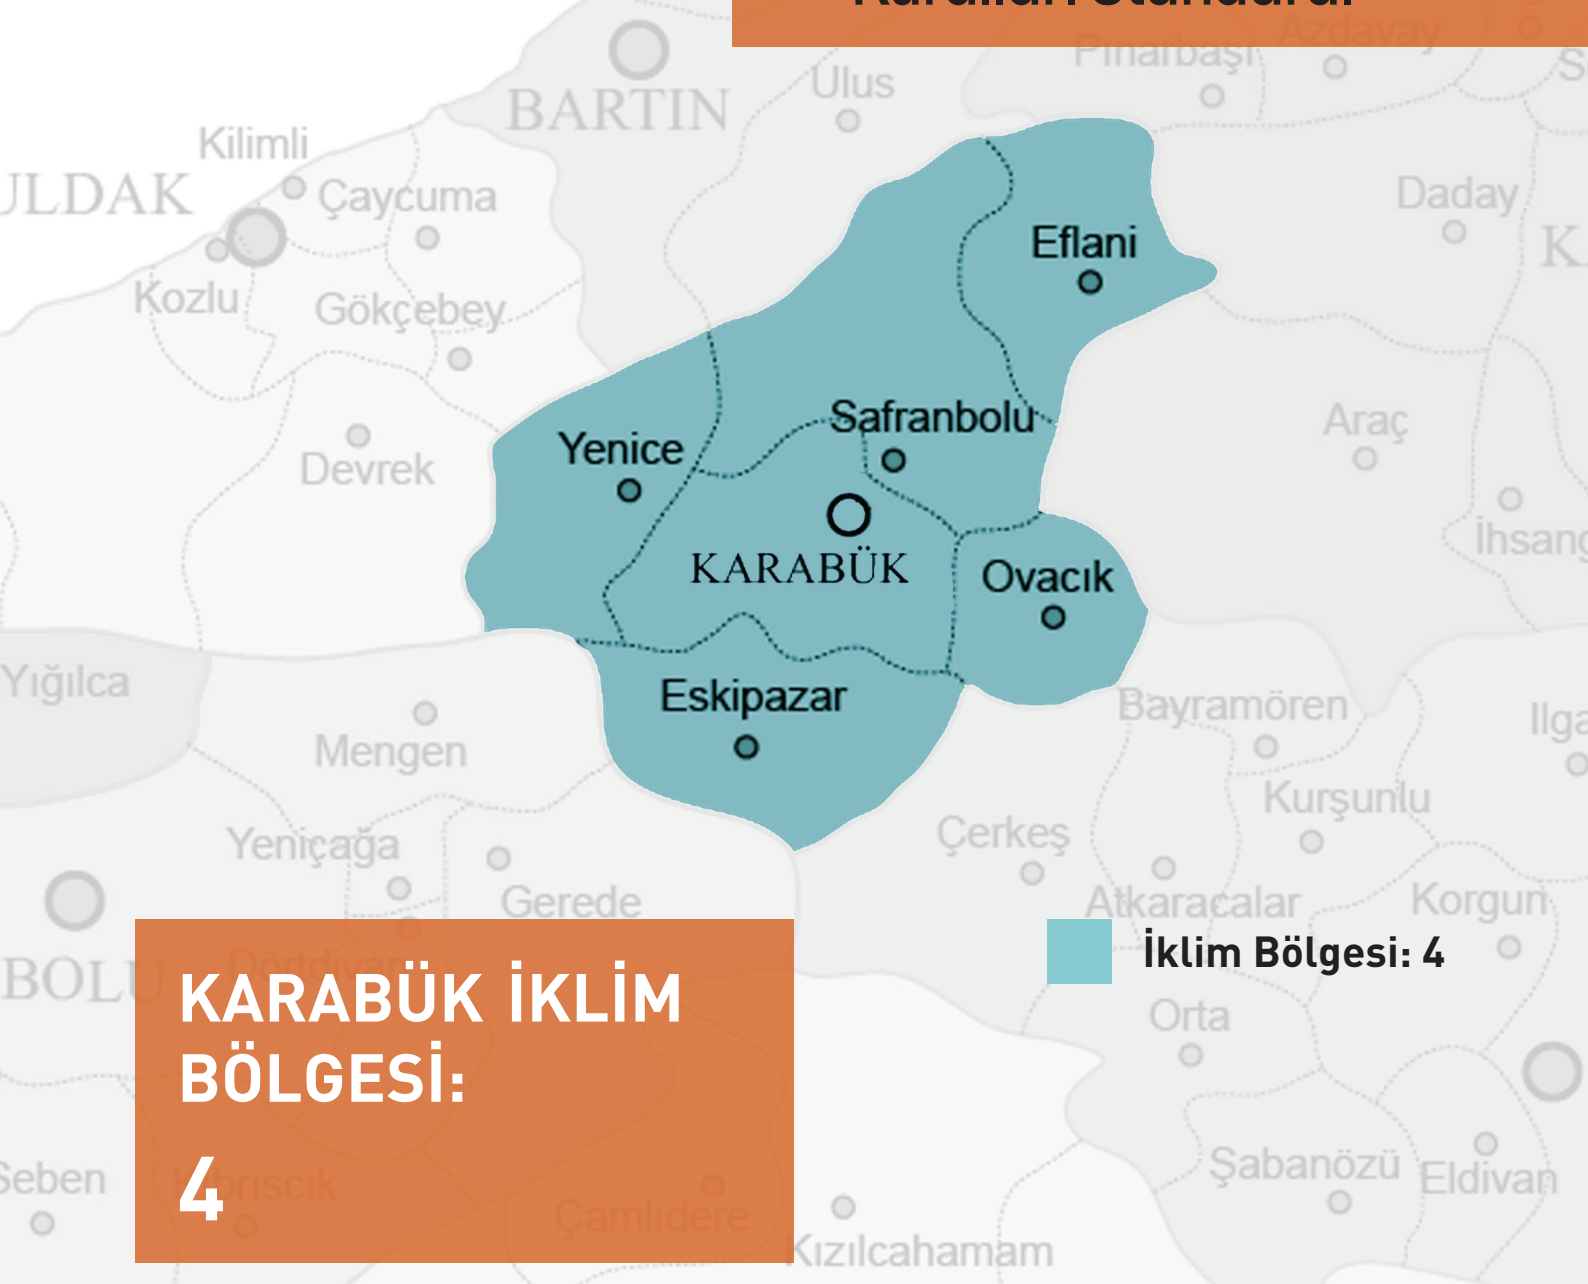 Azdavay
Pınarbaşı
Ulus
BARTIN
Kilimli
ULDAK
Çaycuma
Daday
Eflani
Kozlu
Gökçebey
Safranbolu
Araç
Yenice
Devrek
İhsang
KARABÜK
Ovacık
Yığılca
Eskipazar
Bayramören
Ilga
Mengen
Kurşunlu
Çerkeş
Yeniçağa
Gerede
Atkaracalar
Korgun
BOLU
Dörtdivan
İklim Bölgesi: 4
KARABÜK İKLİM
BÖLGESİ:
4
Orta
Seben
Kıbrıscık
Çamlıdere
Şabanözü
Eldivan
Kızılcahamam